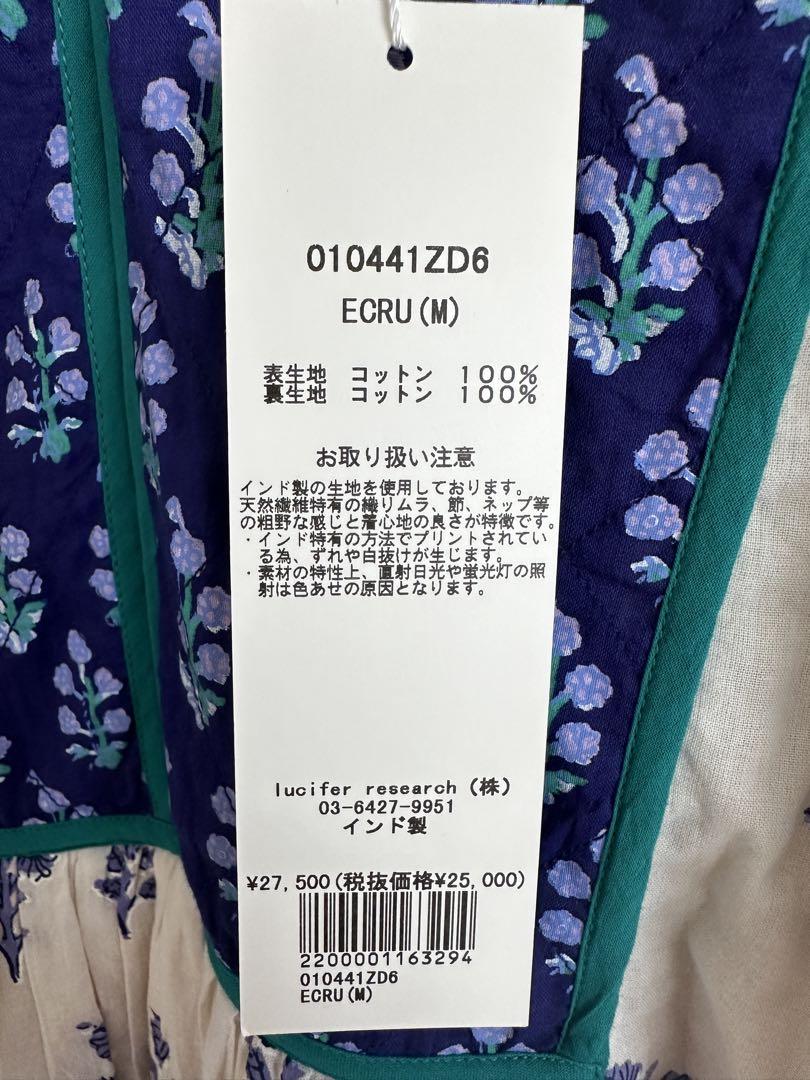 010441ZD6
ECRU(M)
表生地 コットン 100%
裏生地 コットン 100%
お取り扱い注意
インド製の生地を使用しております。
天然繊維特有の織りムラ、節、ネップ等
の粗野な感じと着心地の良さが特徴です。
・インド特有の方法でプリントされてい
る為、ずれや白抜けが生じます。
・素材の特性上、直射日光や蛍光灯の照
射は色あせの原因となります。
lucifer research (株)
03-6427-9951
インド製
¥27,500(税抜価格¥25,000)
2200001163294
010441ZD6
ECRU(M)